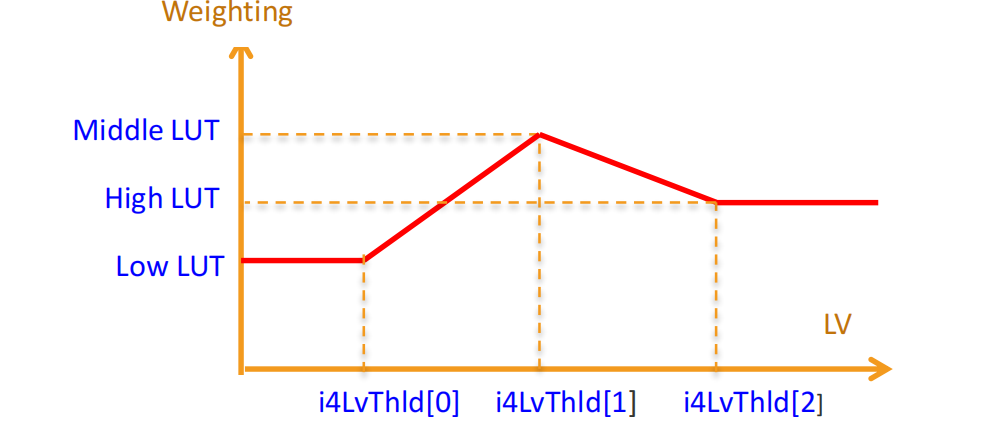 Weighting
Middle LUT
High LUT
Low LUT
LV
i4LvThld[0] i4LvThld[1] i4LvThld[2]